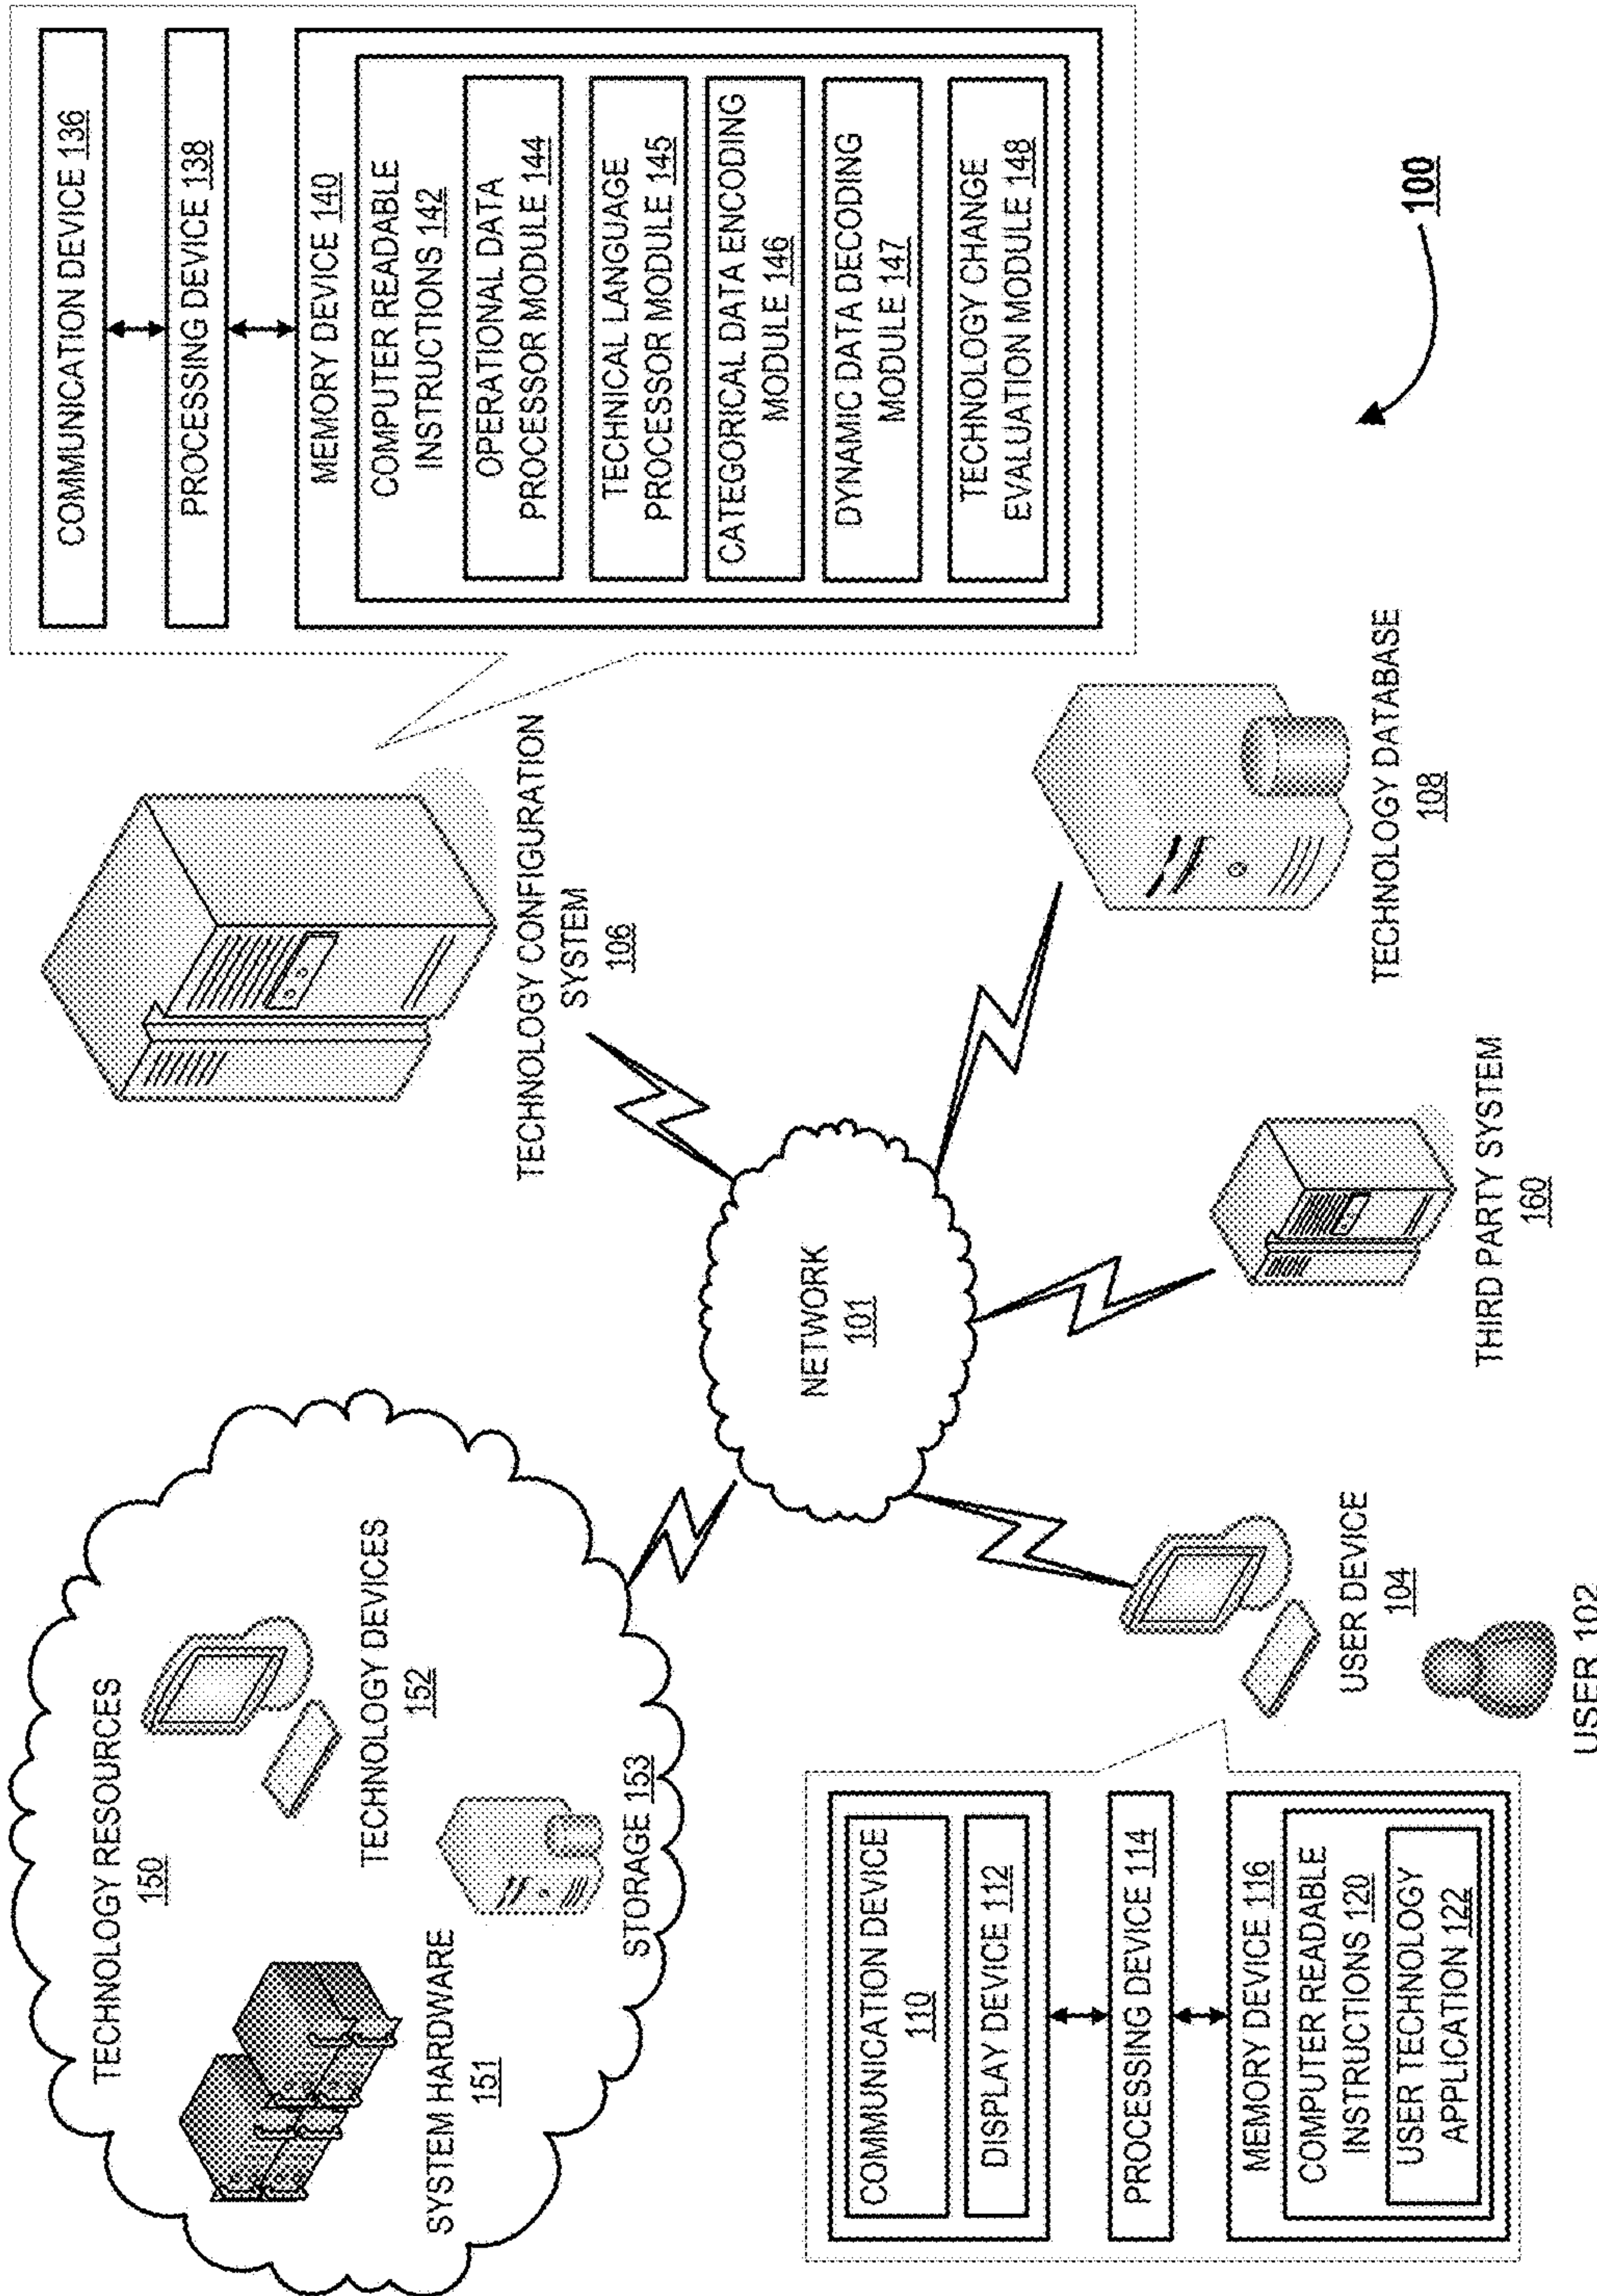 TECHNOLOGY RESOURCES
150
TECHNOLOGY DEVICES
152
SYSTEM HARDWARE
151
STORAGE 153
TECHNOLOGY CONFIGURATION
SYSTEM
106
COMMUNICATION DEVICE 136
PROCESSING DEVICE 138
MEMORY DEVICE 140
COMPUTER READABLE
INSTRUCTIONS 142
OPERATIONAL DATA
PROCESSOR MODULE 144
TECHNICAL LANGUAGE
PROCESSOR MODULE 145
CATEGORICAL DATA ENCODING
MODULE 146
DYNAMIC DATA DECODING
MODULE 147
TECHNOLOGY CHANGE
EVALUATION MODULE 148
NETWORK
101
COMMUNICATION DEVICE
110
DISPLAY DEVICE 112
PROCESSING DEVICE 114
MEMORY DEVICE 116
COMPUTER READABLE
INSTRUCTIONS 120
USER TECHNOLOGY
APPLICATION 122
USER DEVICE
104
USER 102
THIRD PARTY SYSTEM
160
TECHNOLOGY DATABASE
108
100